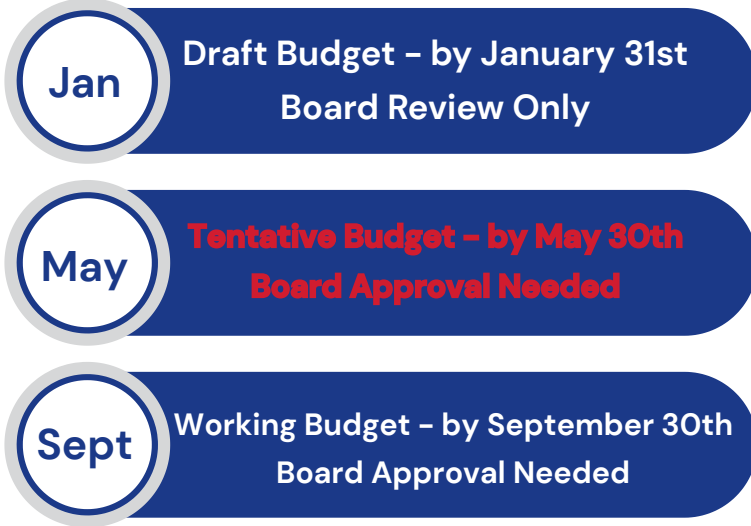 Jan
Draft Budget - by January 31st
Board Review Only
May
Tentative Budget - by May 30th
Board Approval Needed
Sept
Working Budget - by September 30th
Board Approval Needed